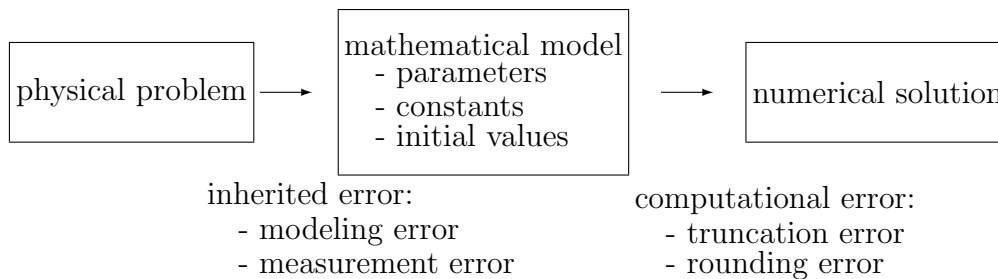 physical problem
mathematical model
- parameters
- constants
- initial values
numerical solution
inherited error:
- modeling error
- measurement error
computational error:
- truncation error
- rounding error